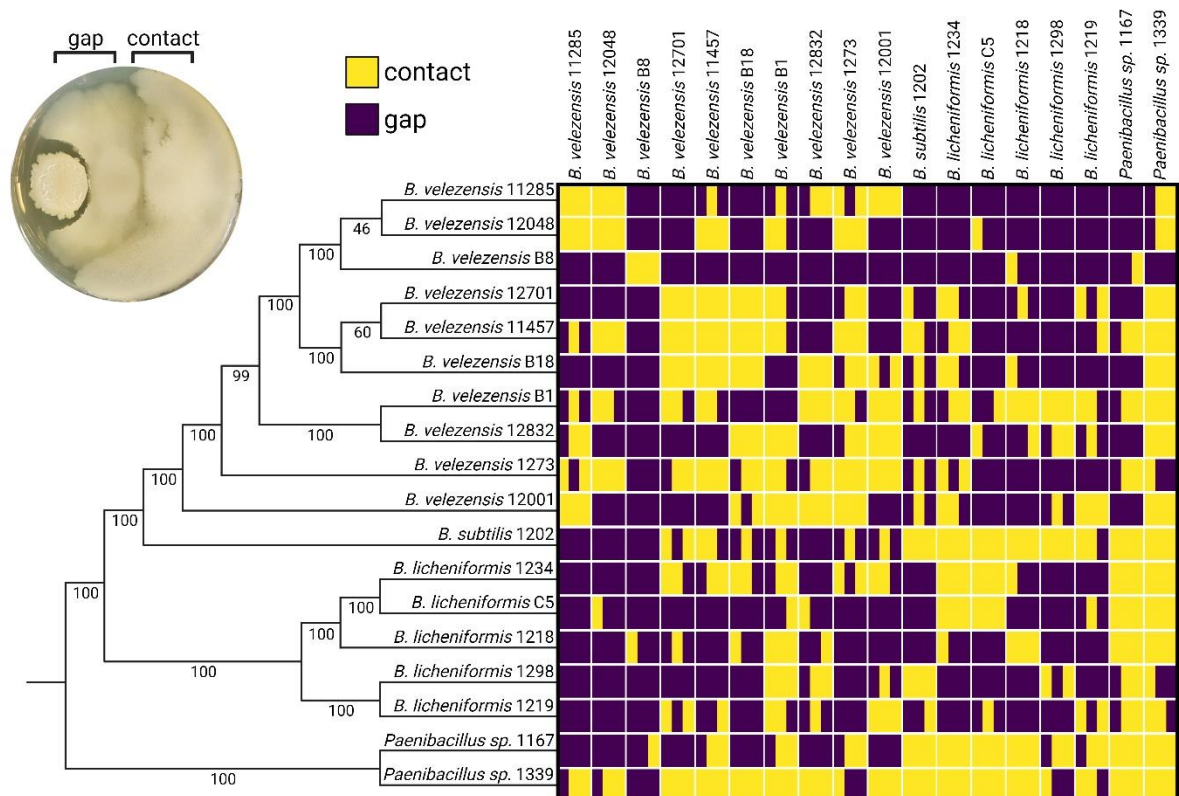 gap contact
contact
gap
B. velezensis 11285
B. velezensis 12048
B. velezensis B8
B. velezensis 12701
B. velezensis 11457
B. velezensis B18
B. velezensis B1
B. velezensis 12832
B. velezensis 1273
B. velezensis 12001
B. subtilis 1202
B. licheniformis 1234
B. licheniformis C5
B. licheniformis 1218
B. licheniformis 1298
B. licheniformis 1219
Paenibacillus sp. 1167
Paenibacillus sp. 1339
B. velezensis 11285
46
B. velezensis 12048
100
B. velezensis B8
100
B. velezensis 12701
60
B. velezensis 11457
100
B. velezensis B18
99
B. velezensis B1
100
100
B. velezensis 12832
100
B. velezensis 1273
B. velezensis 12001
100
B. subtilis 1202
B. licheniformis 1234
100
100
B. licheniformis C5
100
B. licheniformis 1218
100
B. licheniformis 1298
100
B. licheniformis 1219
Paenibacillus sp. 1167
100
Paenibacillus sp. 1339